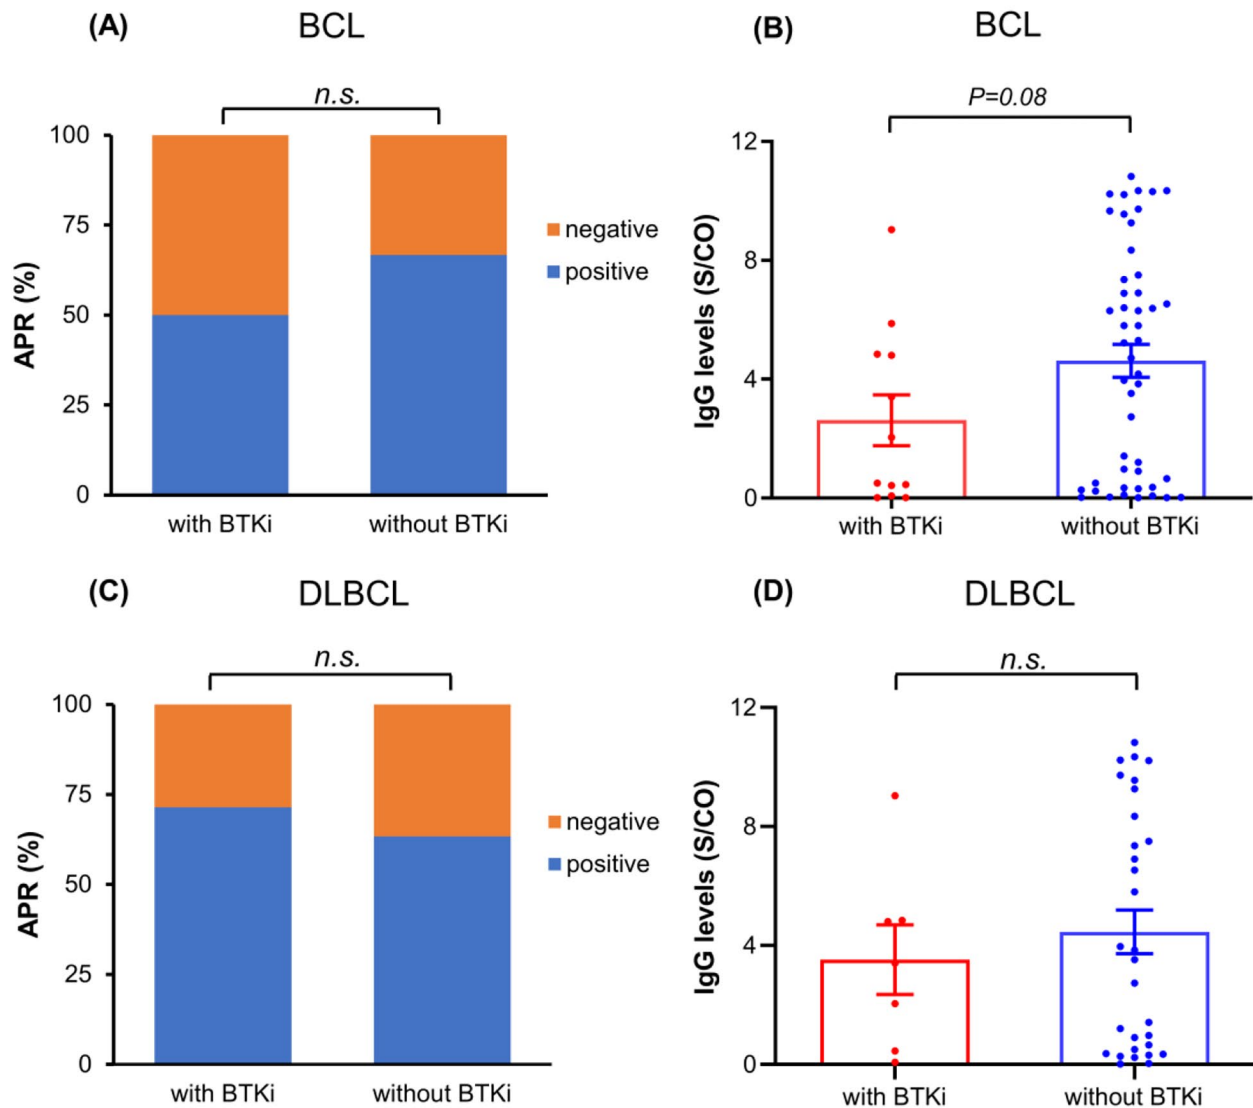 (A)
BCL
n.s.
100
75
50
25
0
APR (%)
with BTKi
without BTKi
negative
positive
(B)
BCL
P=0.08
12
8
4
0
IgG levels (S/CO)
with BTKi
without BTKi
(C)
DLBCL
n.s.
100
75
50
25
0
APR (%)
with BTKi
without BTKi
negative
positive
(D)
DLBCL
n.s.
12
8
4
0
IgG levels (S/CO)
with BTKi
without BTKi